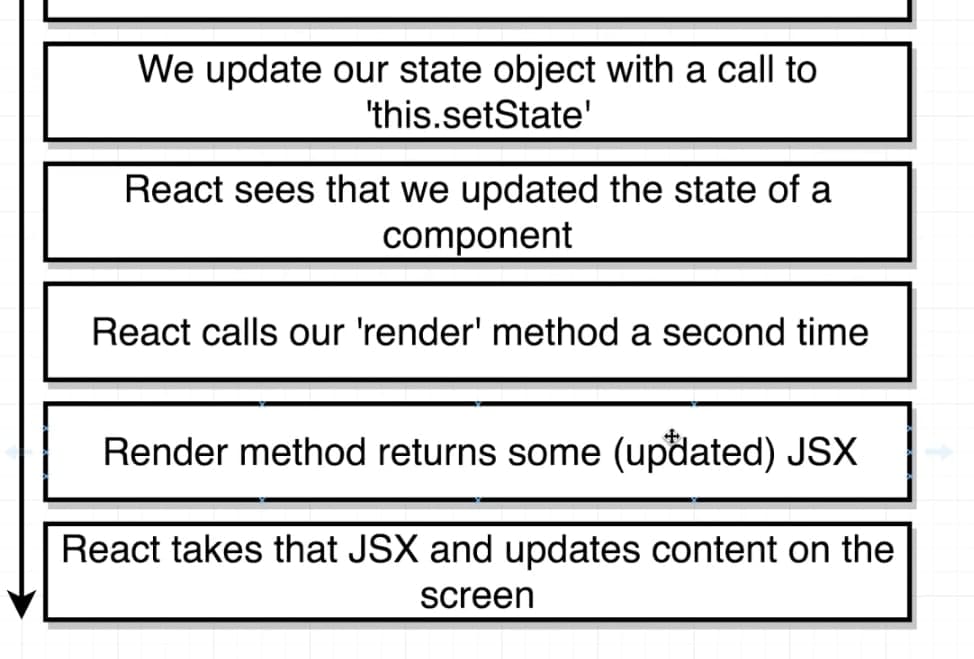 We update our state object with a call to
'this.setState'
React sees that we updated the state of a
component
React calls our 'render' method a second time
Render method returns some (updated) JSX
React takes that JSX and updates content on the
screen